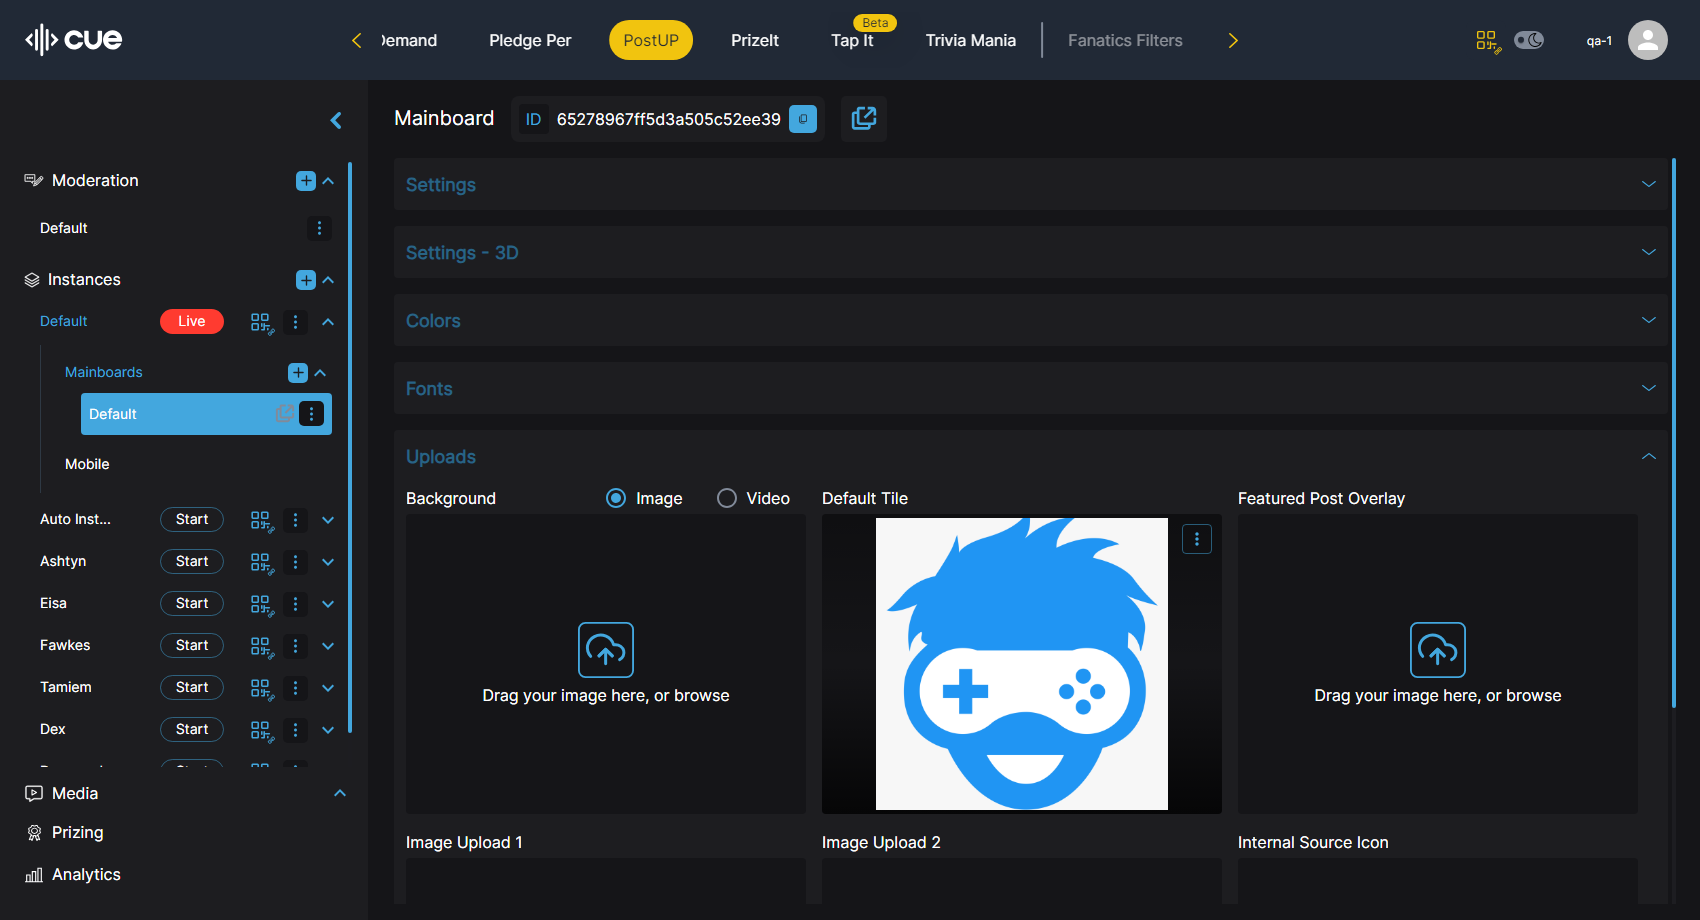 cue
Demand
Pledge Per
PostUP
PrizeIt
Beta
Tap It
Trivia Mania
Fanatics Filters
qa-1
Moderation
Default
Instances
Default
Live
Mainboards
Default
Mobile
Auto Inst...
Start
Ashtyn
Start
Eisa
Start
Fawkes
Start
Tamiem
Start
Dex
Start
Start
Media
Prizing
Analytics
Mainboard
ID
65278967ff5d3a505c52ee39
Settings
Settings - 3D
Colors
Fonts
Uploads
Background
Image
Video
Drag your image here, or browse
Default Tile
Featured Post Overlay
Drag your image here, or browse
Image Upload 1
Image Upload 2
Internal Source Icon